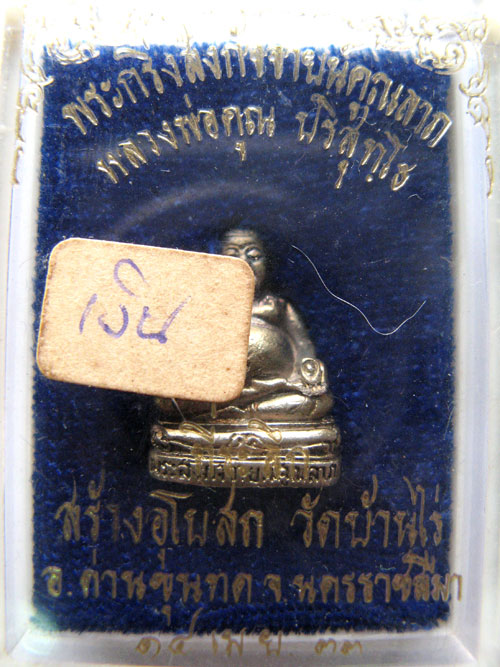 พระกริ่งสังกัจจายน์คูณลาภ
หลวงพ่อคูณ ปริสุทฺโธ
เงิน
สร้างอุโบสถ วัดบ้านไร่
อ.ด่านขุนทด จ.นครราชสีมา
๑๕ เมย ๓๓